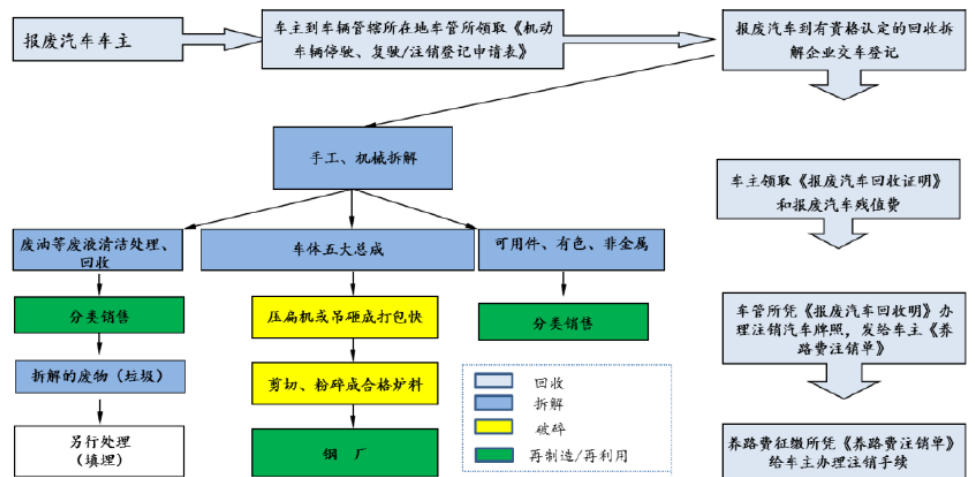 报废汽车车主
车主到车辆管辖所在地车管所领取《机动
车辆停驶、复驶/注销登记申请表》
报废汽车到有资格认定的回收拆
解企业交车登记
手工、机械拆解
车主领取《报废汽车回收证明》
和报废汽车残值费
废油等废液清洁处理、
回收
车体五大总成
可用件、有色、非金属
分类销售
压扁机或吊砸成打包快
分类销售
车管所凭《报废汽车回收明》办
理注销汽车牌照，发给车主《养
路费注销单》
拆解的废物（垃圾）
剪切、粉碎成合格炉料
回收
拆解
破碎
再制造/再利用
另行处理
（填埋）
钢 厂
养路费征缴所凭《养路费注销单》
给车主办理注销手续